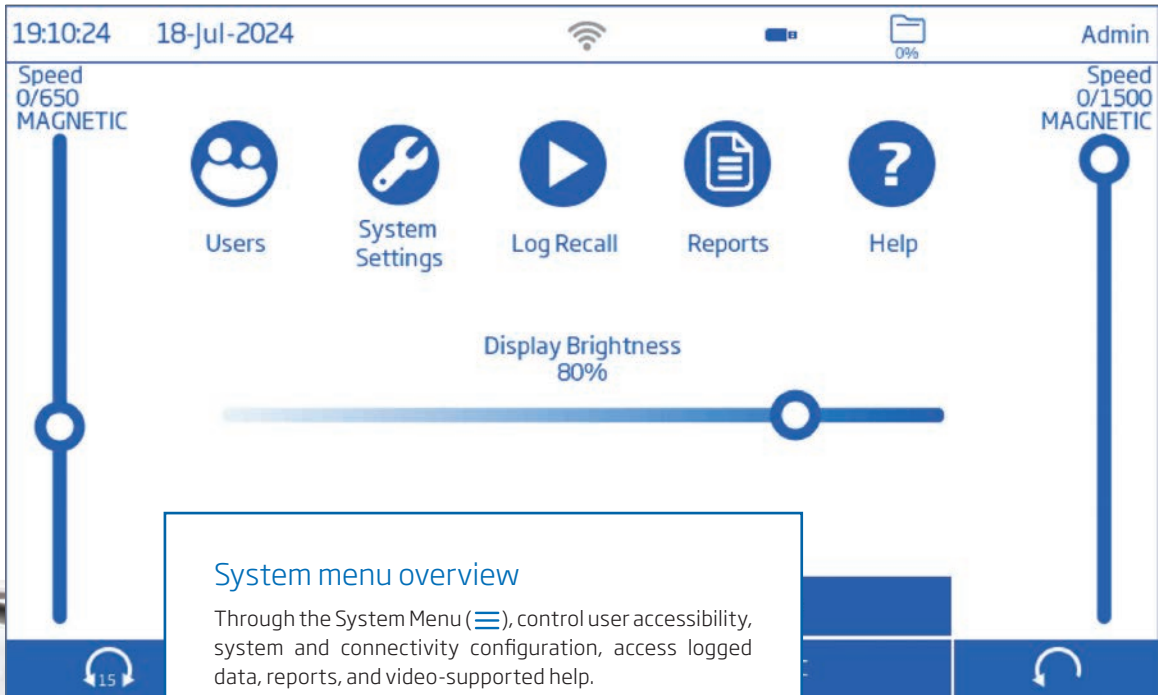 19:10:24 18-Jul-2024 0% Admin
Speed
0/650
MAGNETIC
Speed
0/1500
MAGNETIC
Users
System
Settings
Log Recall
Reports
Help
Display Brightness
80%
System menu overview
Through the System Menu (☰), control user accessibility,
system and connectivity configuration, access logged
data, reports, and video-supported help.
15